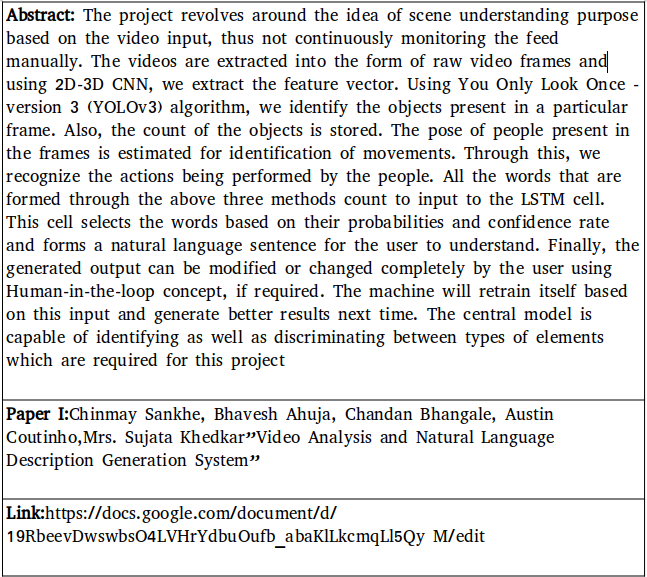 Abstract: The project revolves around the idea of scene understanding purpose
based on the video input, thus not continuously monitoring the feed
manually. The videos are extracted into the form of raw video frames and
using 2D-3D CNN, we extract the feature vector. Using You Only Look Once -
version 3 (YOLOv3) algorithm, we identify the objects present in a particular
frame. Also, the count of the objects is stored. The pose of people present in
the frames is estimated for identification of movements. Through this, we
recognize the actions being performed by the people. All the words that are
formed through the above three methods count to input to the LSTM cell.
This cell selects the words based on their probabilities and confidence rate
and forms a natural language sentence for the user to understand. Finally, the
generated output can be modified or changed completely by the user using
Human-in-the-loop concept, if required. The machine will retrain itself based
on this input and generate better results next time. The central model is
capable of identifying as well as discriminating between types of elements
which are required for this project
Paper I:Chinmay Sankhe, Bhavesh Ahuja, Chandan Bhangale, Austin
Coutinho,Mrs. Sujata Khedkar”Video Analysis and Natural Language
Description Generation System”
Link:https://docs.google.com/document/d/
19RbeevDwswbsO4LVHrYdbuOufb_abaKlLkcmqLl5Qy M/edit